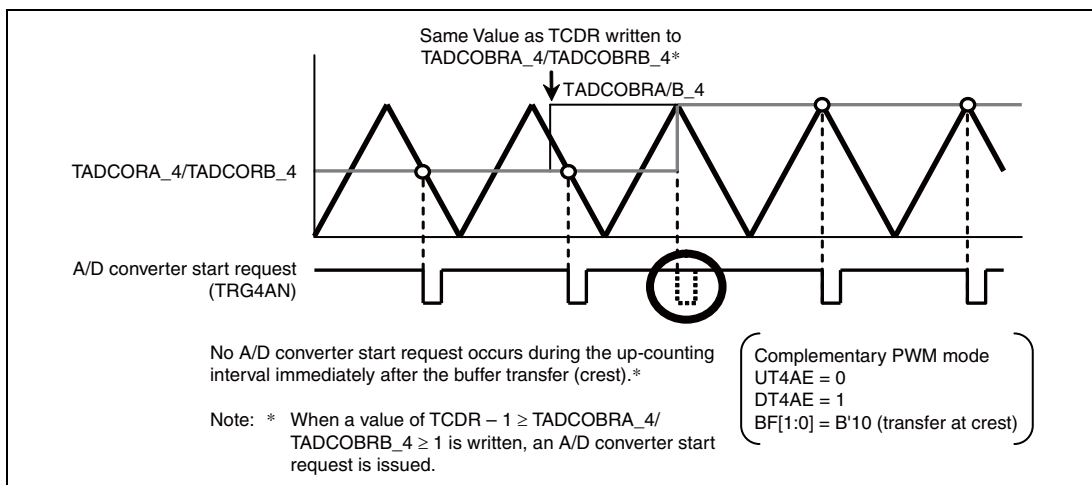 Same Value as TCDR written to
TADCOBRA_4/TADCOBRB_4*
TADCOBRA/B_4
TADCORA_4/TADCORB_4
A/D converter start request
(TRG4AN)
No A/D converter start request occurs during the up-counting
interval immediately after the buffer transfer (crest).*
Note: * When a value of TCDR – 1 ≥ TADCOBRA_4/
TADCOBRB_4 ≥ 1 is written, an A/D converter start
request is issued.
Complementary PWM mode
UT4AE = 0
DT4AE = 1
BF[1:0] = B'10 (transfer at crest)